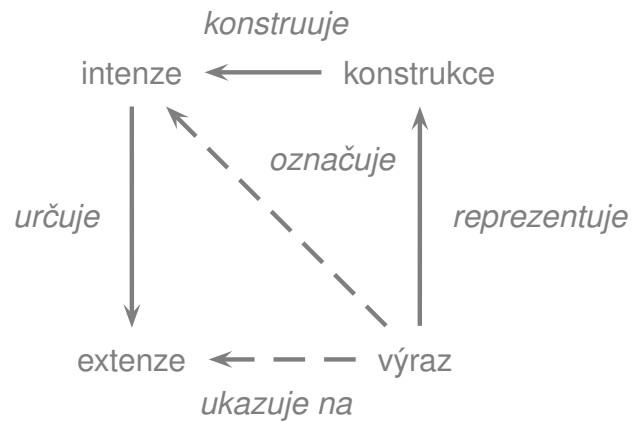 konstruuje
intenze konstrukce
označuje
určuje reprezentuje
extenze výraz
ukazuje na